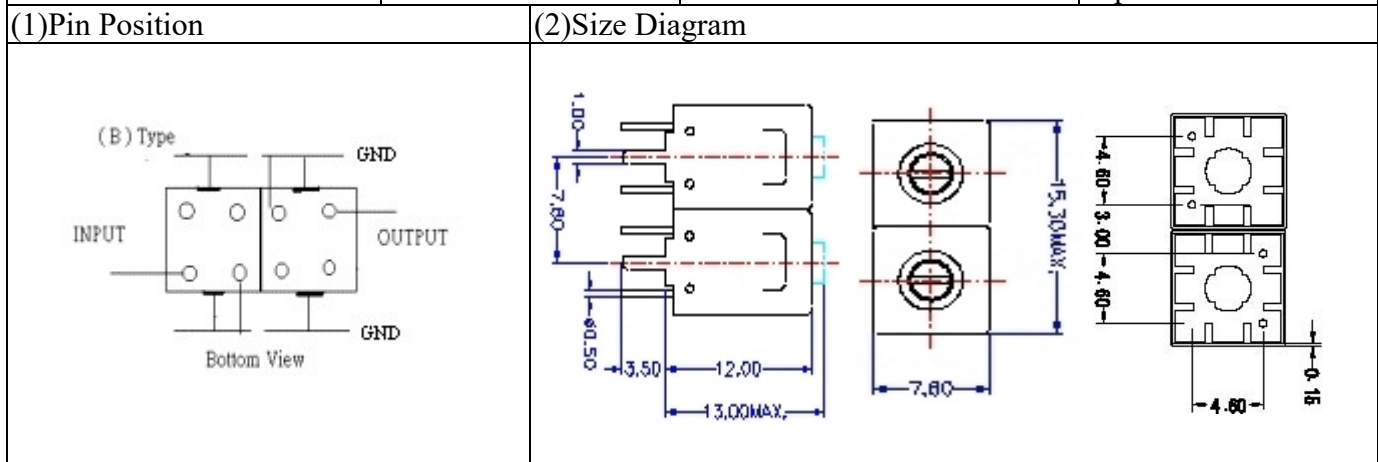 (1)Pin Position
(2)Size Diagram
(B) Type
GND
INPUT
OUTPUT
GND
Bottom View
1.00
7.60
ø0.50
3.50
12.00
13.00MAX,
15.30MAX,
7.60
4.60
3.00
4.60
4.60
0.15